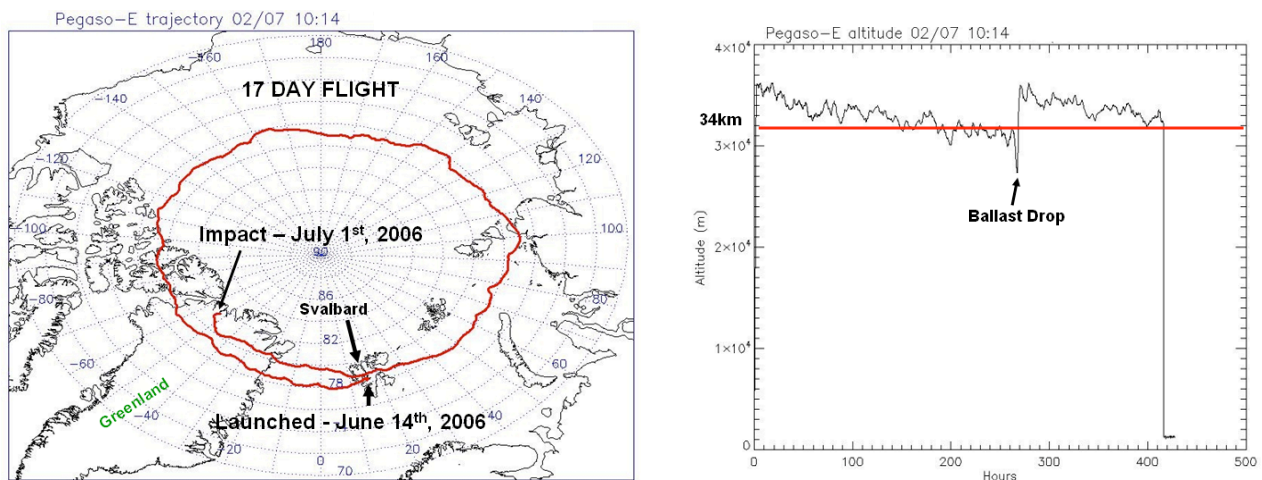 Pegaso-E trajectory 02/07 10:14
180
-160
160
17 DAY FLIGHT
-140
140
-120
120
-100
100
Impact – July 1st, 2006
90
-80
80
86
Svalbard
82
-60
78
Greenland
-40
40
Launched - June 14th, 2006
20
0
70
Pegaso-E altitude 02/07 10:14
4×10⁴
34km
3×10⁴
Ballast Drop
Altitude (m)
2×10⁴
1×10⁴
0
0
100
200
300
400
500
Hours